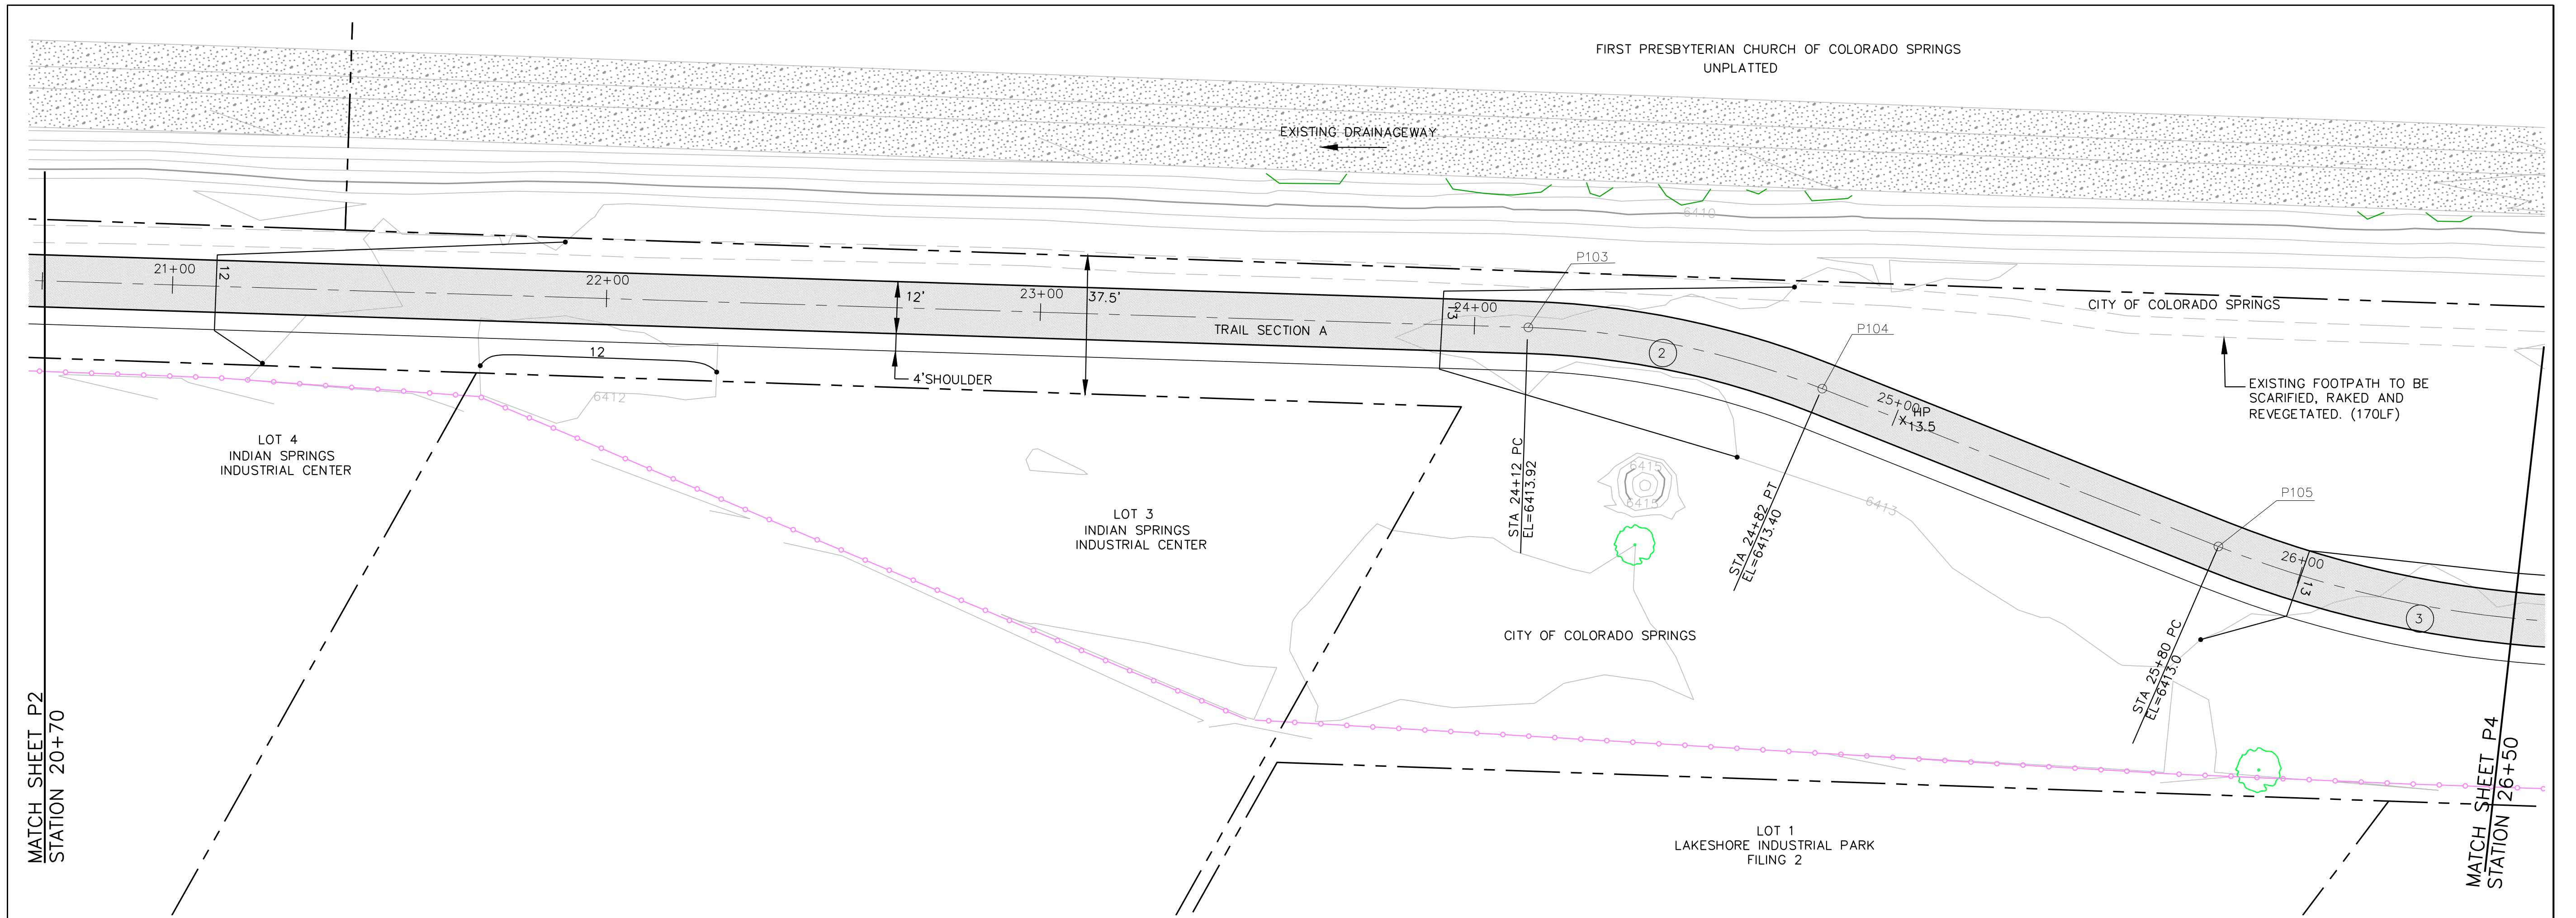 FIRST PRESBYTERIAN CHURCH OF COLORADO SPRINGS
UNPLATTED
EXISTING DRAINAGEWAY
6410
P103
21+00
12
22+00
12'
23+00
37.5'
13
24+00
TRAIL SECTION A
CITY OF COLORADO SPRINGS
P104
2
12
4'SHOULDER
6412
EXISTING FOOTPATH TO BE
SCARIFIED, RAKED AND
REVEGETATED. (170LF)
25+00
HP
X 13.5
LOT 4
INDIAN SPRINGS
INDUSTRIAL CENTER
STA 24+12 PC
EL=6413.92
6415
6415
STA 24+82 PT
EL=6413.40
6413
P105
LOT 3
INDIAN SPRINGS
INDUSTRIAL CENTER
26+00
13
3
CITY OF COLORADO SPRINGS
STA 25+80 PC
EL=6413.0
MATCH SHEET P2
STATION 20+70
MATCH SHEET P4
STATION 26+50
LOT 1
LAKESHORE INDUSTRIAL PARK
FILING 2